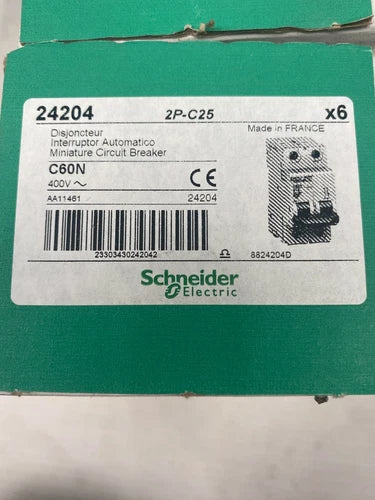 24204 2P-C25 x6
Disjoncteur Made in FRANCE
Interruptor Automatico
Miniature Circuit Breaker
C60N
400V ~ CE
AA11461 24204
23303430242042 8824204D
Schneider
Electric